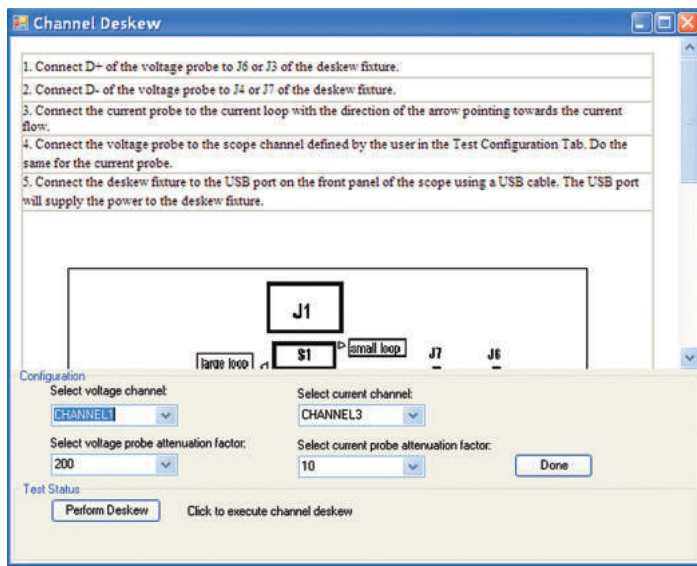 Channel Deskew
1. Connect D+ of the voltage probe to J6 or J3 of the deskew fixture.
2. Connect D- of the voltage probe to J4 or J7 of the deskew fixture.
3. Connect the current probe to the current loop with the direction of the arrow pointing towards the current
flow.
4. Connect the voltage probe to the scope channel defined by the user in the Test Configuration Tab. Do the
same for the current probe.
5. Connect the deskew fixture to the USB port on the front panel of the scope using a USB cable. The USB port
will supply the power to the deskew fixture.
J1
large loop S1 small loop J7 J6
Configuration
Select voltage channel: Select current channel:
CHANNEL1 CHANNEL3
Select voltage probe attenuation factor: Select current probe attenuation factor:
200 10 Done
Test Status
Perform Deskew Click to execute channel deskew